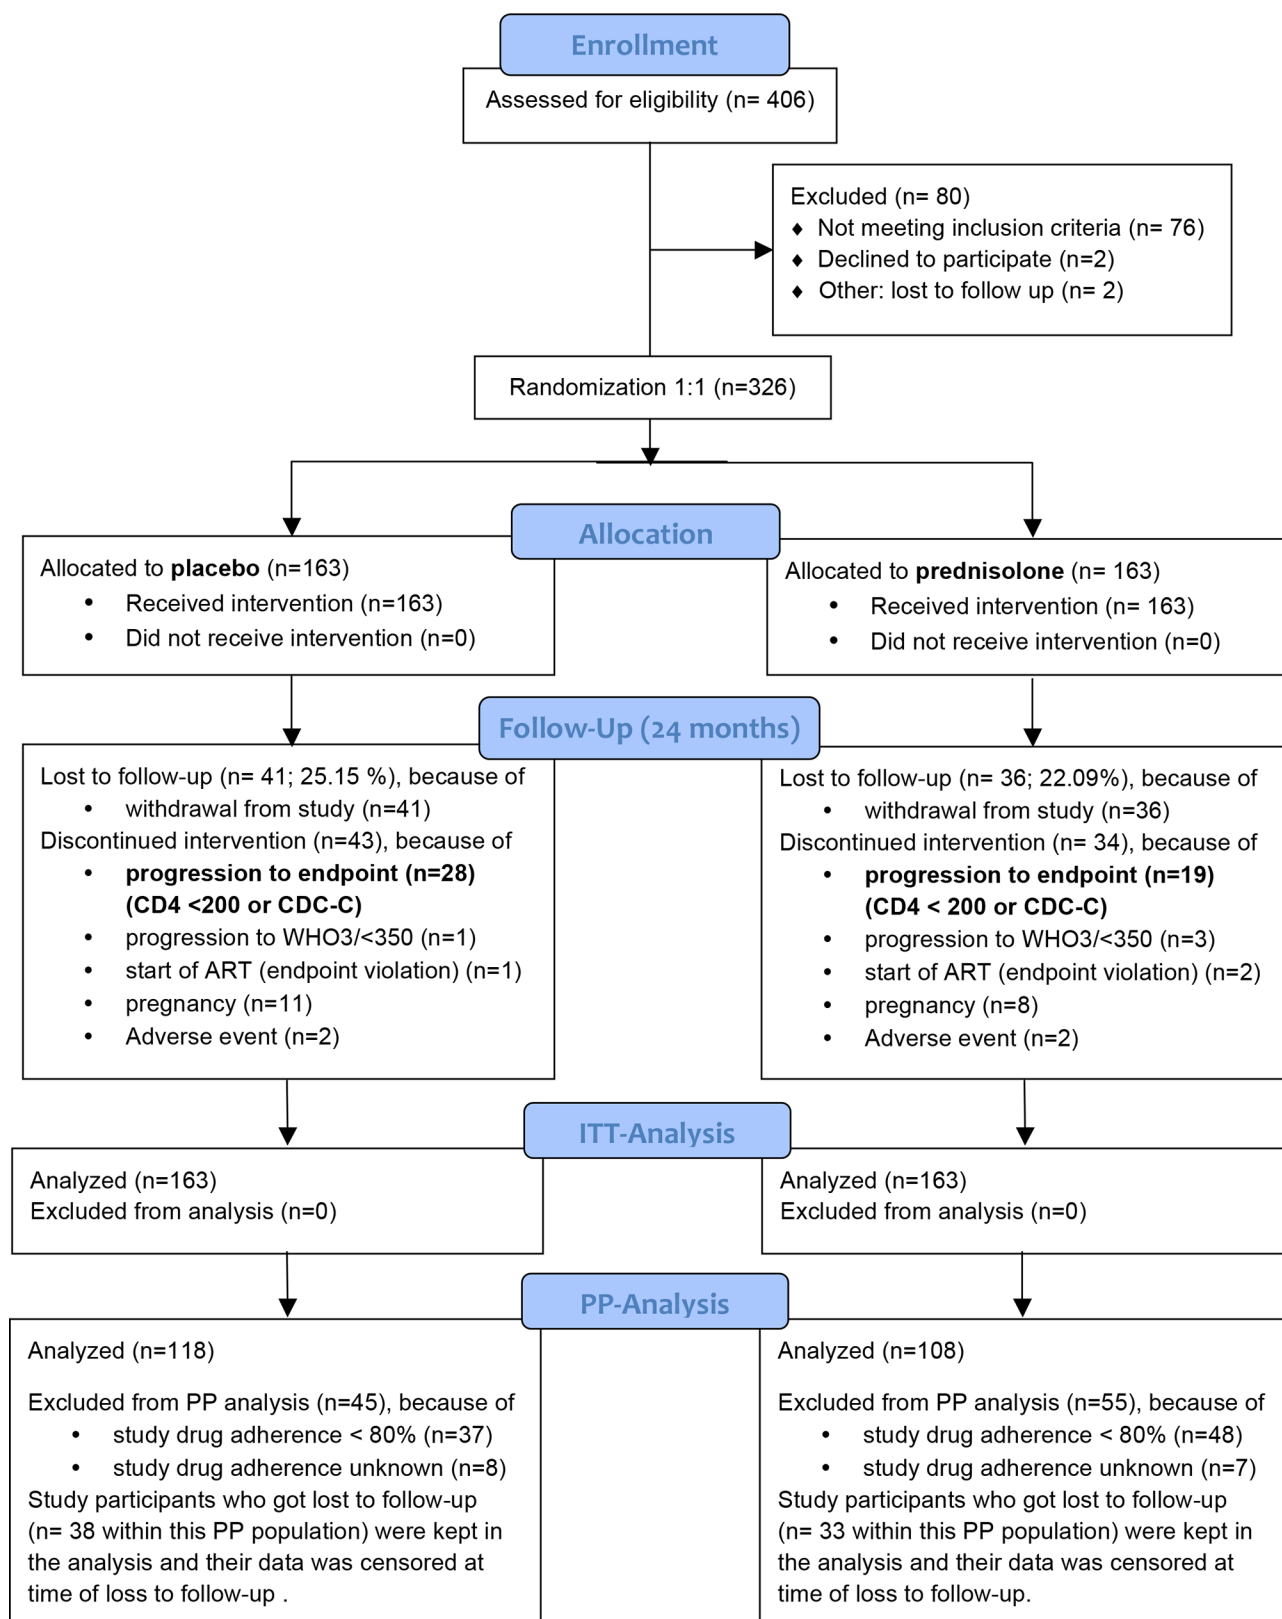 Enrollment
Assessed for eligibility (n= 406)
Excluded (n= 80)
♦ Not meeting inclusion criteria (n= 76)
♦ Declined to participate (n=2)
♦ Other: lost to follow up (n= 2)
Randomization 1:1 (n=326)
Allocation
Allocated to placebo (n=163)
• Received intervention (n=163)
• Did not receive intervention (n=0)
Allocated to prednisolone (n= 163)
• Received intervention (n= 163)
• Did not receive intervention (n=0)
Follow-Up (24 months)
Lost to follow-up (n= 41; 25.15 %), because of
• withdrawal from study (n=41)
Discontinued intervention (n=43), because of
• progression to endpoint (n=28)
(CD4 <200 or CDC-C)
• progression to WHO3/<350 (n=1)
• start of ART (endpoint violation) (n=1)
• pregnancy (n=11)
• Adverse event (n=2)
Lost to follow-up (n= 36; 22.09%), because of
• withdrawal from study (n=36)
Discontinued intervention (n= 34), because of
• progression to endpoint (n=19)
(CD4 < 200 or CDC-C)
• progression to WHO3/<350 (n=3)
• start of ART (endpoint violation) (n=2)
• pregnancy (n=8)
• Adverse event (n=2)
ITT-Analysis
Analyzed (n=163)
Excluded from analysis (n=0)
Analyzed (n=163)
Excluded from analysis (n=0)
PP-Analysis
Analyzed (n=118)
Excluded from PP analysis (n=45), because of
• study drug adherence < 80% (n=37)
• study drug adherence unknown (n=8)
Study participants who got lost to follow-up
(n= 38 within this PP population) were kept in
the analysis and their data was censored at
time of loss to follow-up .
Analyzed (n=108)
Excluded from PP analysis (n=55), because of
• study drug adherence < 80% (n=48)
• study drug adherence unknown (n=7)
Study participants who got lost to follow-up
(n= 33 within this PP population) were kept in
the analysis and their data was censored at
time of loss to follow-up.